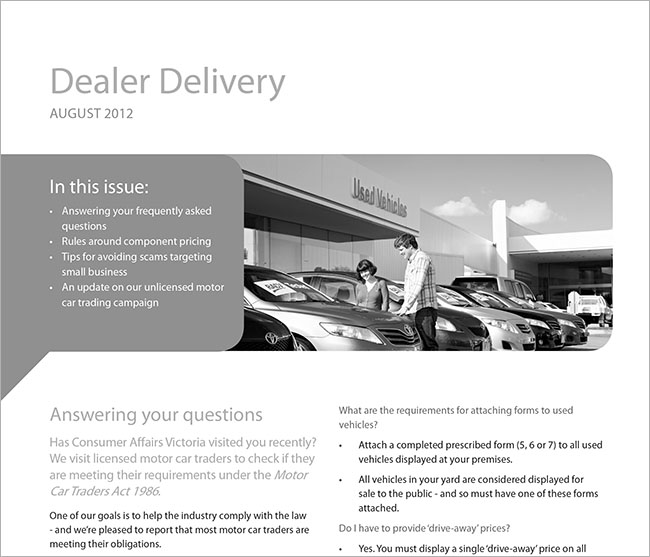 Dealer Delivery
AUGUST 2012
In this issue:
• Answering your frequently asked
questions
• Rules around component pricing
• Tips for avoiding scams targeting
small business
• An update on our unlicensed motor
car trading campaign
Used Vehicles
Answering your questions
Has Consumer Affairs Victoria visited you recently?
We visit licensed motor car traders to check if they
are meeting their requirements under the Motor
Car Traders Act 1986.
One of our goals is to help the industry comply with the law
- and we're pleased to report that most motor car traders are
meeting their obligations.
What are the requirements for attaching forms to used
vehicles?
• Attach a completed prescribed form (5, 6 or 7) to all used
vehicles displayed at your premises.
• All vehicles in your yard are considered displayed for
sale to the public - and so must have one of these forms
attached.
Do I have to provide 'drive-away' prices?
• Yes. You must display a single 'drive-away' price on all